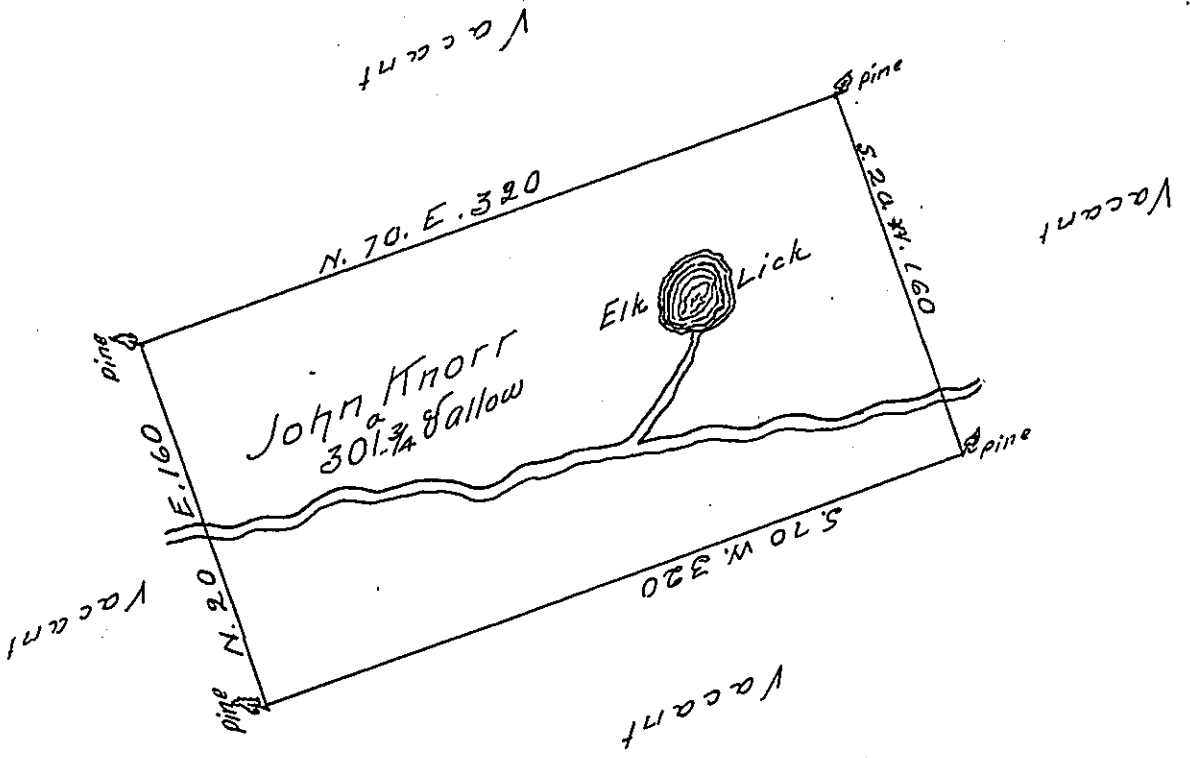 Vacant
pine
N. 70. E. 320
S. 20 W. 160
Vacant
Elk Lick
pine
John Knorr
301 a 3/4 & allow
N. 20 E. 160
pine
S. 70 W. 320
Vacant
pine
Vacant